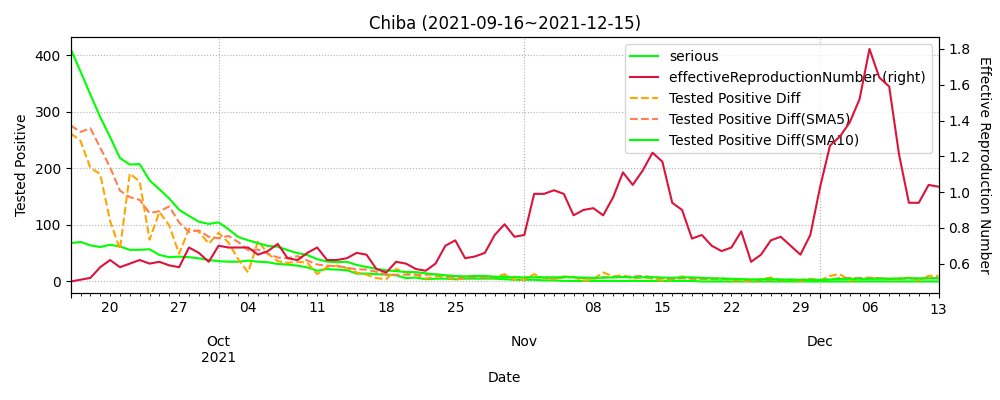 Chiba (2021-09-16~2021-12-15)
serious
effectiveReproductionNumber (right)
Tested Positive Diff
Tested Positive Diff(SMA5)
Tested Positive Diff(SMA10)
Tested Positive
400
300
200
100
0
1.8
1.6
1.4
1.2
1.0
0.8
0.6
Effective Reproduction Number
20 27 04 11 18 25 08 15 22 29 06 13
Oct Nov Dec
2021
Date